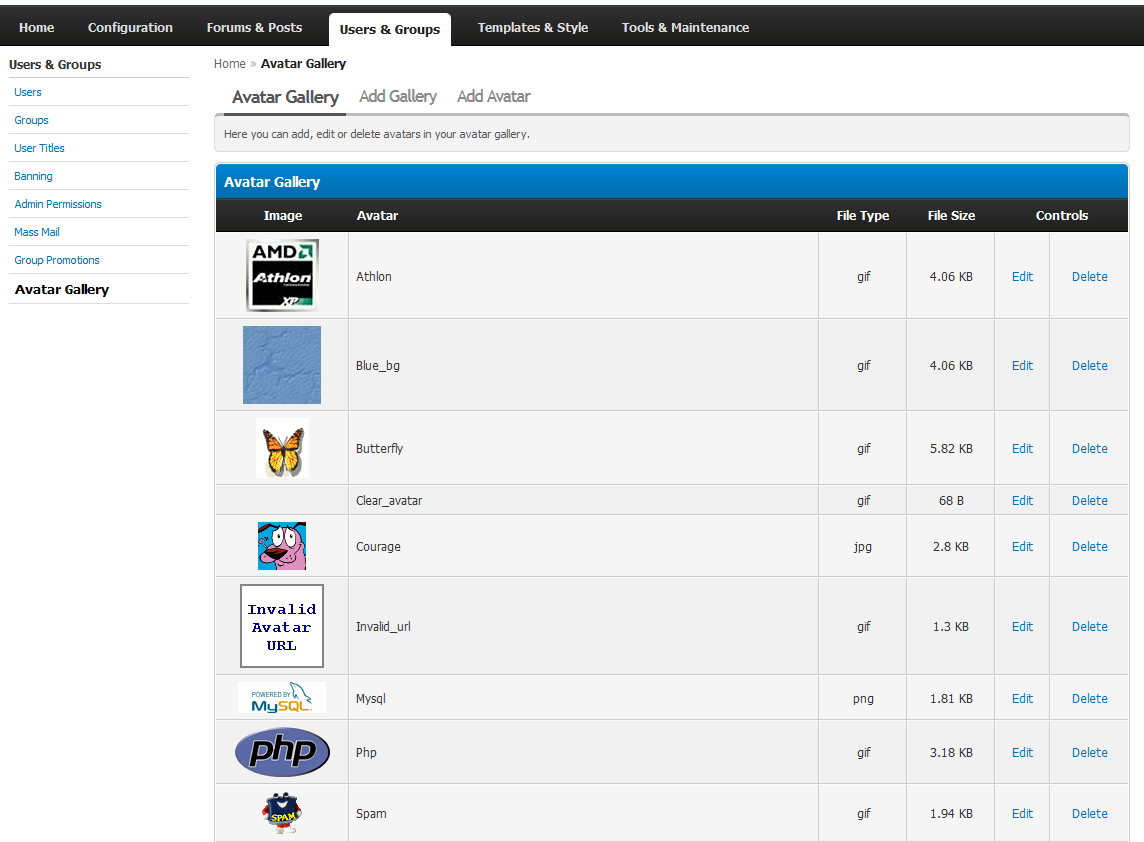 Home Configuration Forums & Posts Users & Groups Templates & Style Tools & Maintenance
Users & Groups
Users
Groups
User Titles
Banning
Admin Permissions
Mass Mail
Group Promotions
Avatar Gallery
Home » Avatar Gallery
Avatar Gallery Add Gallery Add Avatar
Here you can add, edit or delete avatars in your avatar gallery.
Avatar Gallery
Image Avatar File Type File Size Controls
AMD
Athlon
XP
Athlon gif 4.06 KB Edit Delete
Blue_bg gif 4.06 KB Edit Delete
Butterfly gif 5.82 KB Edit Delete
Clear_avatar gif 68 B Edit Delete
Courage jpg 2.8 KB Edit Delete
Invalid
Avatar
URL
Invalid_url gif 1.3 KB Edit Delete
POWERED BY
MySQL
Mysql png 1.81 KB Edit Delete
php
Php gif 3.18 KB Edit Delete
SPAM
Spam gif 1.94 KB Edit Delete